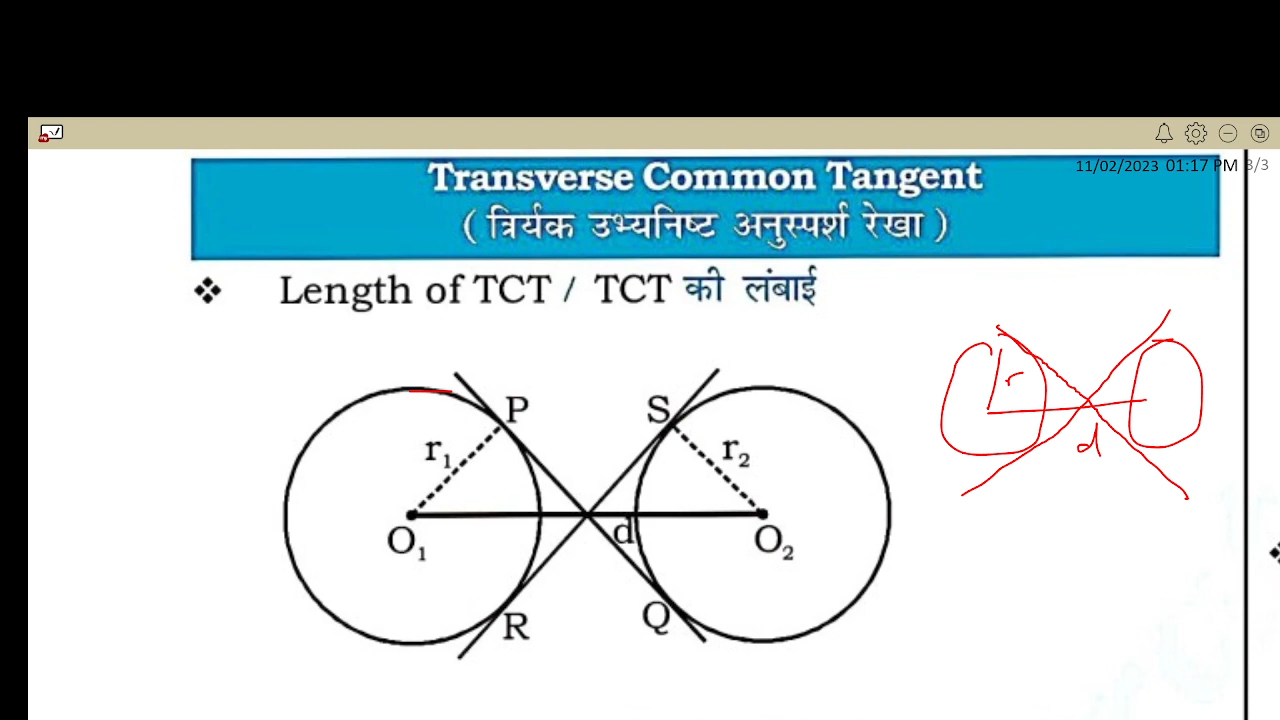 Transverse Common Tangent
11/02/2023 01:17 PM 3/3
( त्रिर्यक उभ्यनिष्ट अनुस्पर्श रेखा )
❖ Length of TCT / TCT की लंबाई
P
S
r₁
r₂
r
d
O₁
d
O₂
R
Q